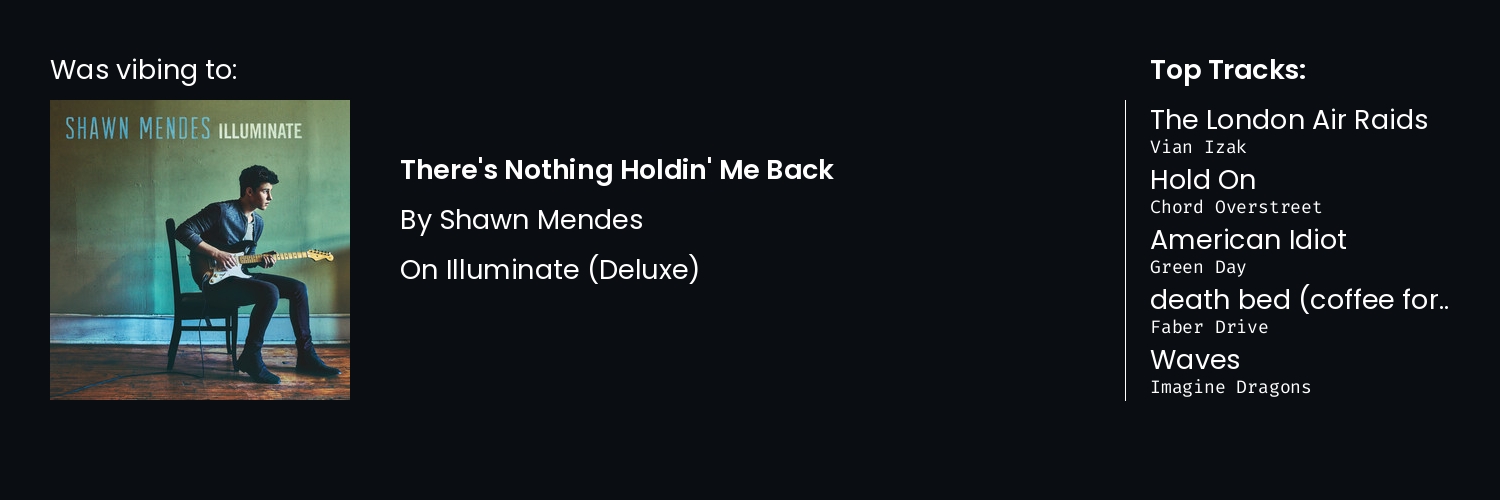 Was vibing to:
SHAWN MENDES ILLUMINATE
There's Nothing Holdin' Me Back
By Shawn Mendes
On Illuminate (Deluxe)
Top Tracks:
The London Air Raids
Vian Izak
Hold On
Chord Overstreet
American Idiot
Green Day
death bed (coffee for..
Faber Drive
Waves
Imagine Dragons